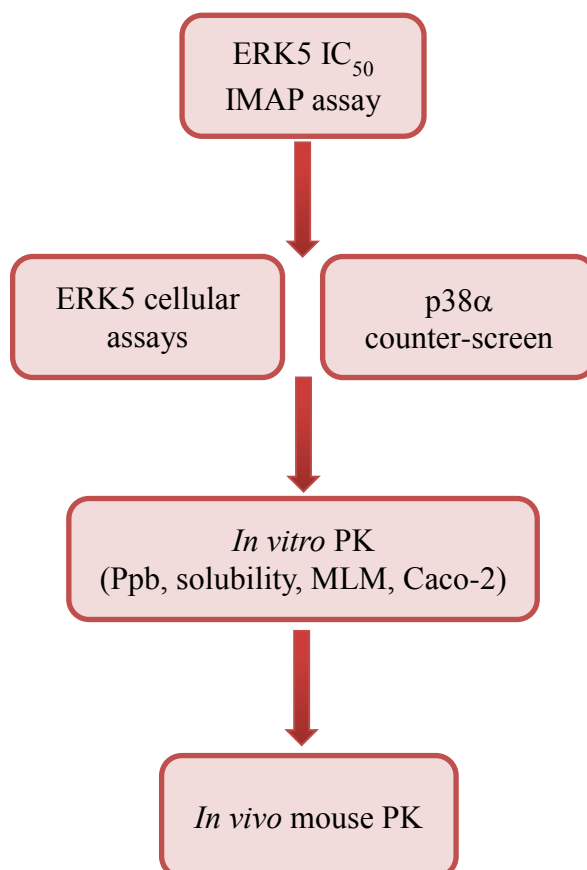 ERK5 IC₅₀
IMAP assay
ERK5 cellular
assays
p38α
counter-screen
In vitro PK
(Ppb, solubility, MLM, Caco-2)
In vivo mouse PK